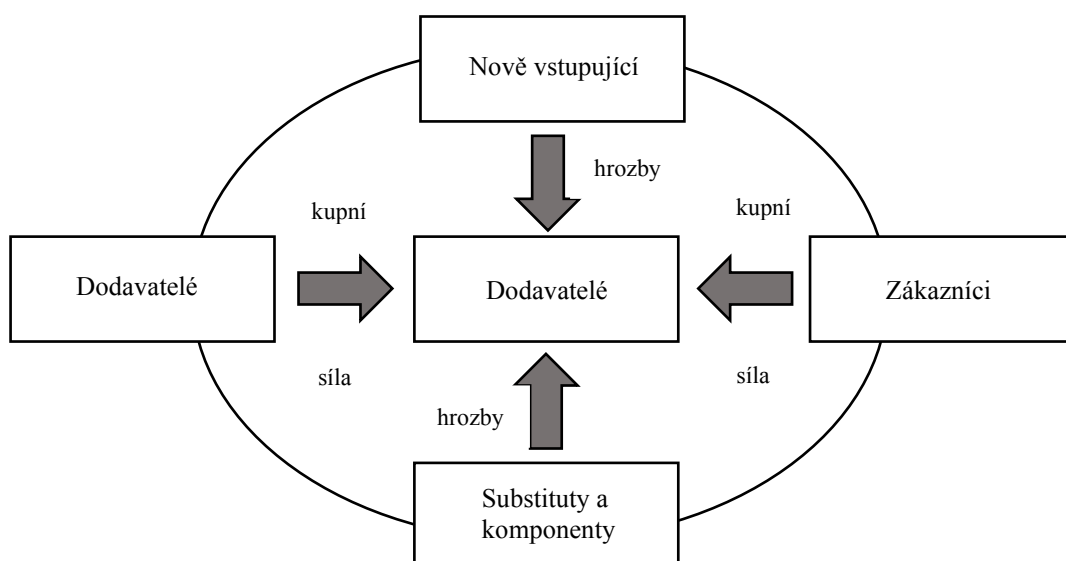 Nově vstupující
hrozby
kupní
kupní
Dodavatelé
Dodavatelé
Zákazníci
síla
síla
hrozby
Substituty a
komponenty